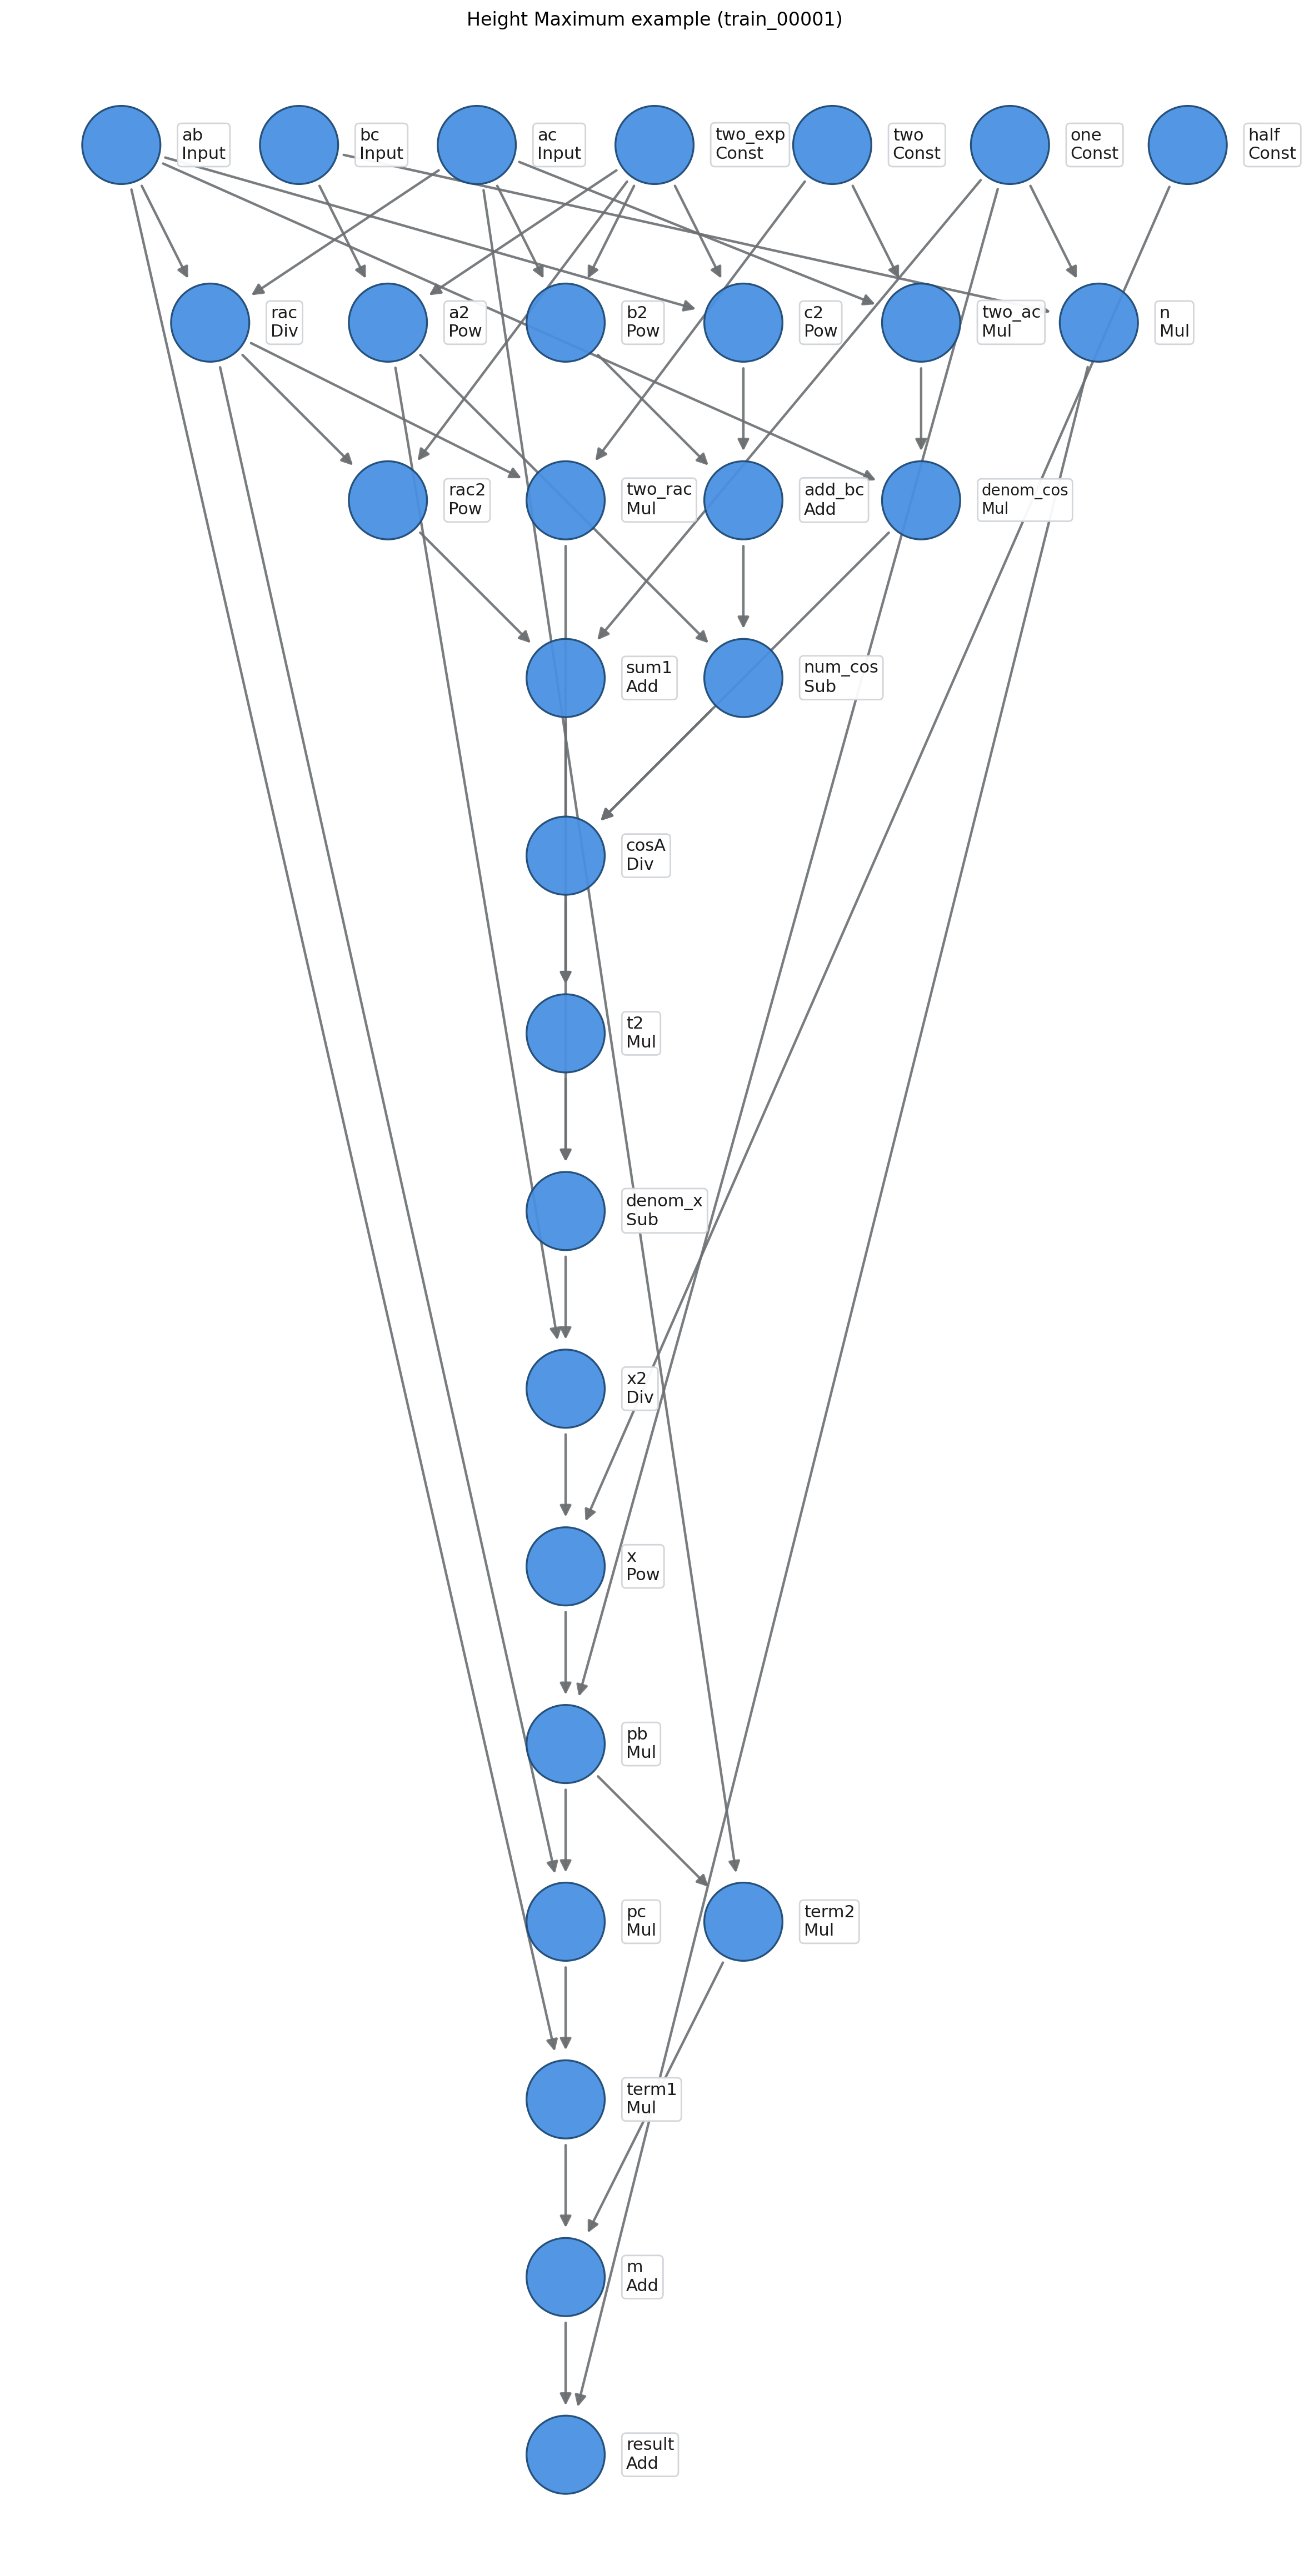 Height Maximum example (train_00001)
ab
Input
bc
Input
ac
Input
two_exp
Const
two
Const
one
Const
half
Const
rac
Div
a2
Pow
b2
Pow
c2
Pow
two_ac
Mul
n
Mul
rac2
Pow
two_rac
Mul
add_bc
Add
denom_cos
Mul
sum1
Add
num_cos
Sub
cosA
Div
t2
Mul
denom_x
Sub
x2
Div
x
Pow
pb
Mul
pc
Mul
term2
Mul
term1
Mul
m
Add
result
Add